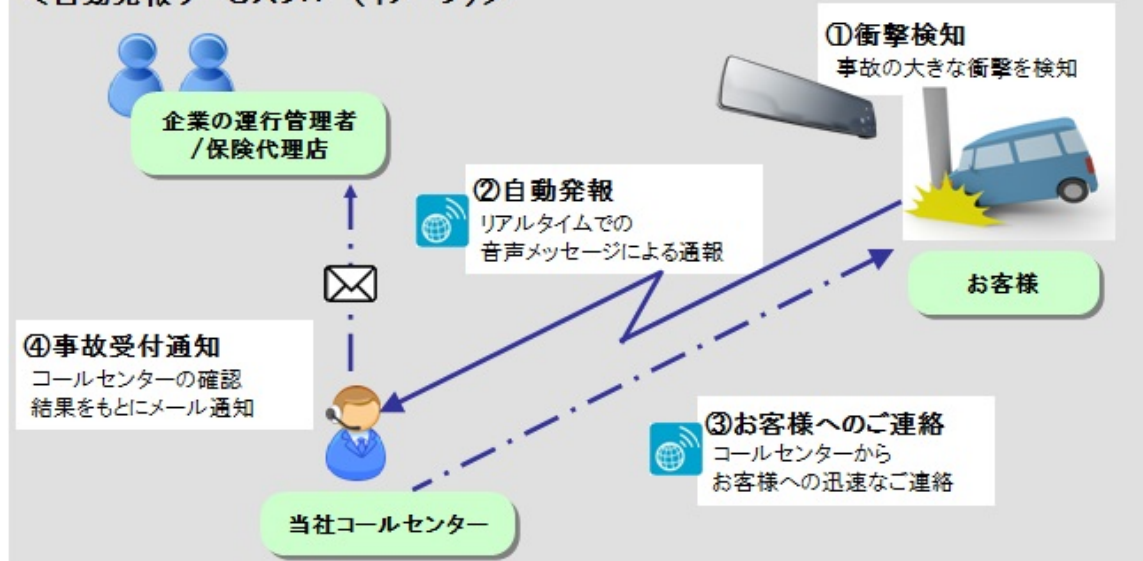 ①衝撃検知
事故の大きな衝撃を検知
企業の運行管理者
/保険代理店
②自動発報
リアルタイムでの
音声メッセージによる通報
お客様
④事故受付通知
コールセンターの確認
結果をもとにメール通知
③お客様へのご連絡
コールセンターから
お客様への迅速なご連絡
当社コールセンター